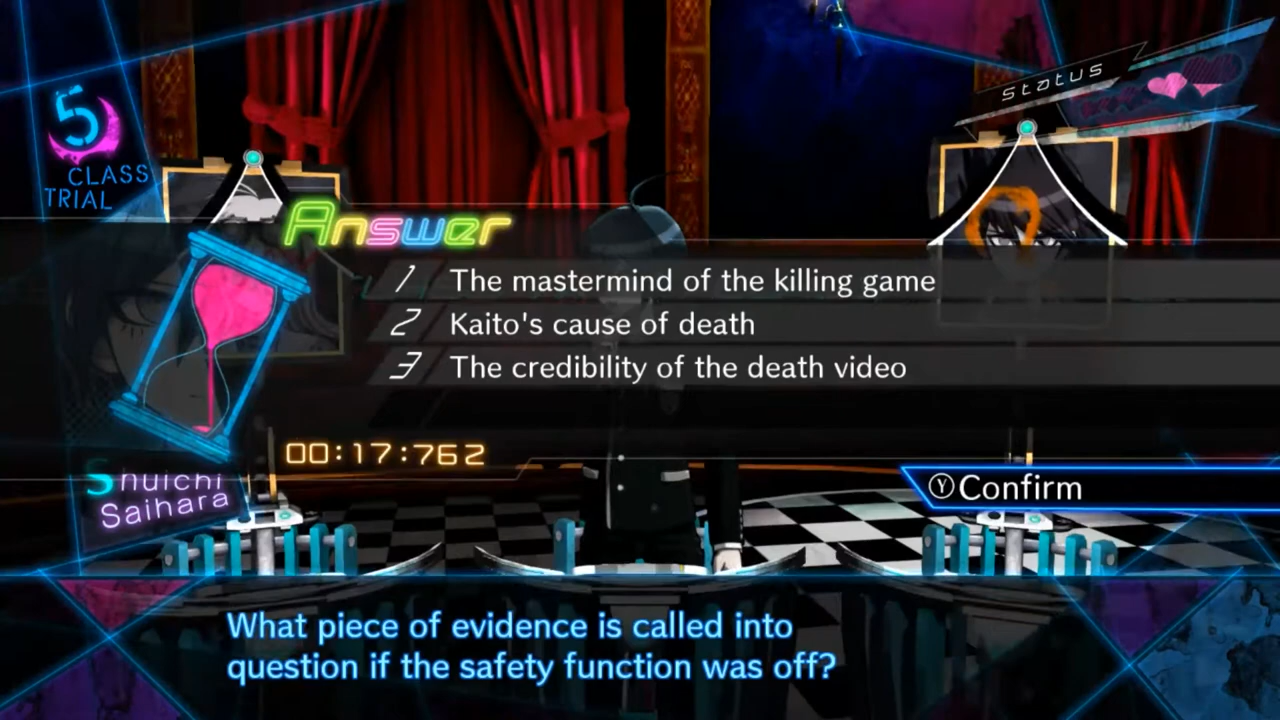 Status
5
CLASS
TRIAL
Answer
1 The mastermind of the killing game
2 Kaito's cause of death
3 The credibility of the death video
00:17:762
Shuichi
Saihara
Y Confirm
What piece of evidence is called into
question if the safety function was off?